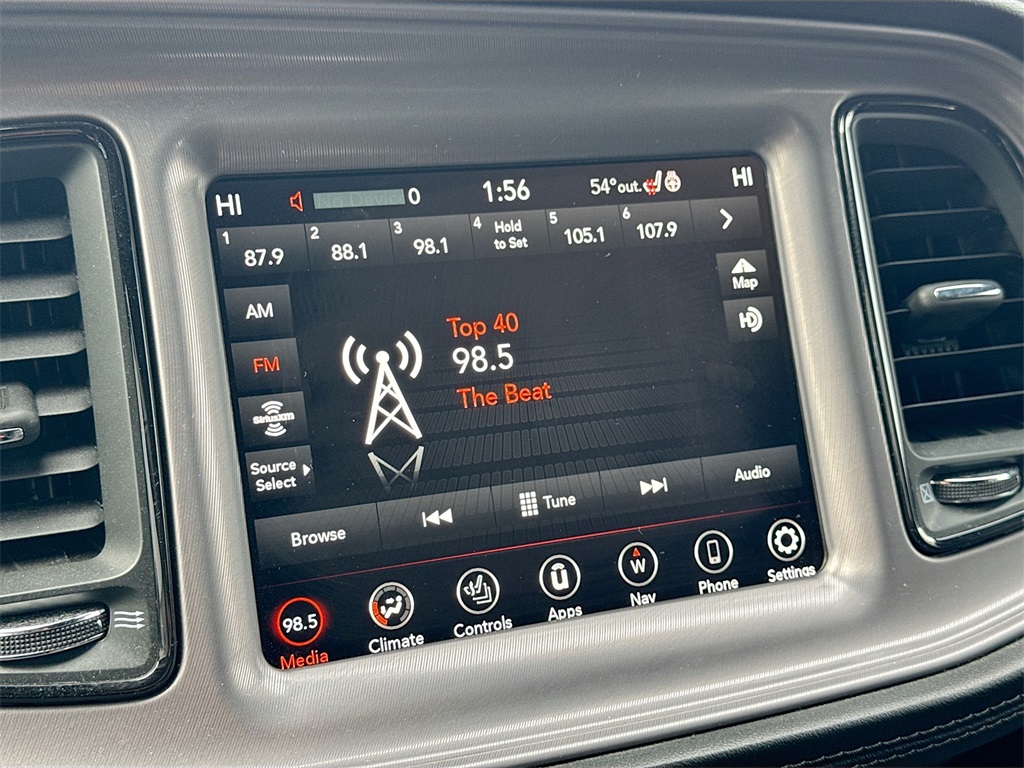 HI 0 1:56 54° out. HI
1 87.9 2 88.1 3 98.1 4 Hold to Set 5 105.1 6 107.9
Map
AM
HD
FM
Top 40
98.5
The Beat
SiriusXM
Source
Select
Browse Tune Audio
98.5 W
Media Climate Controls Apps Nav Phone Settings